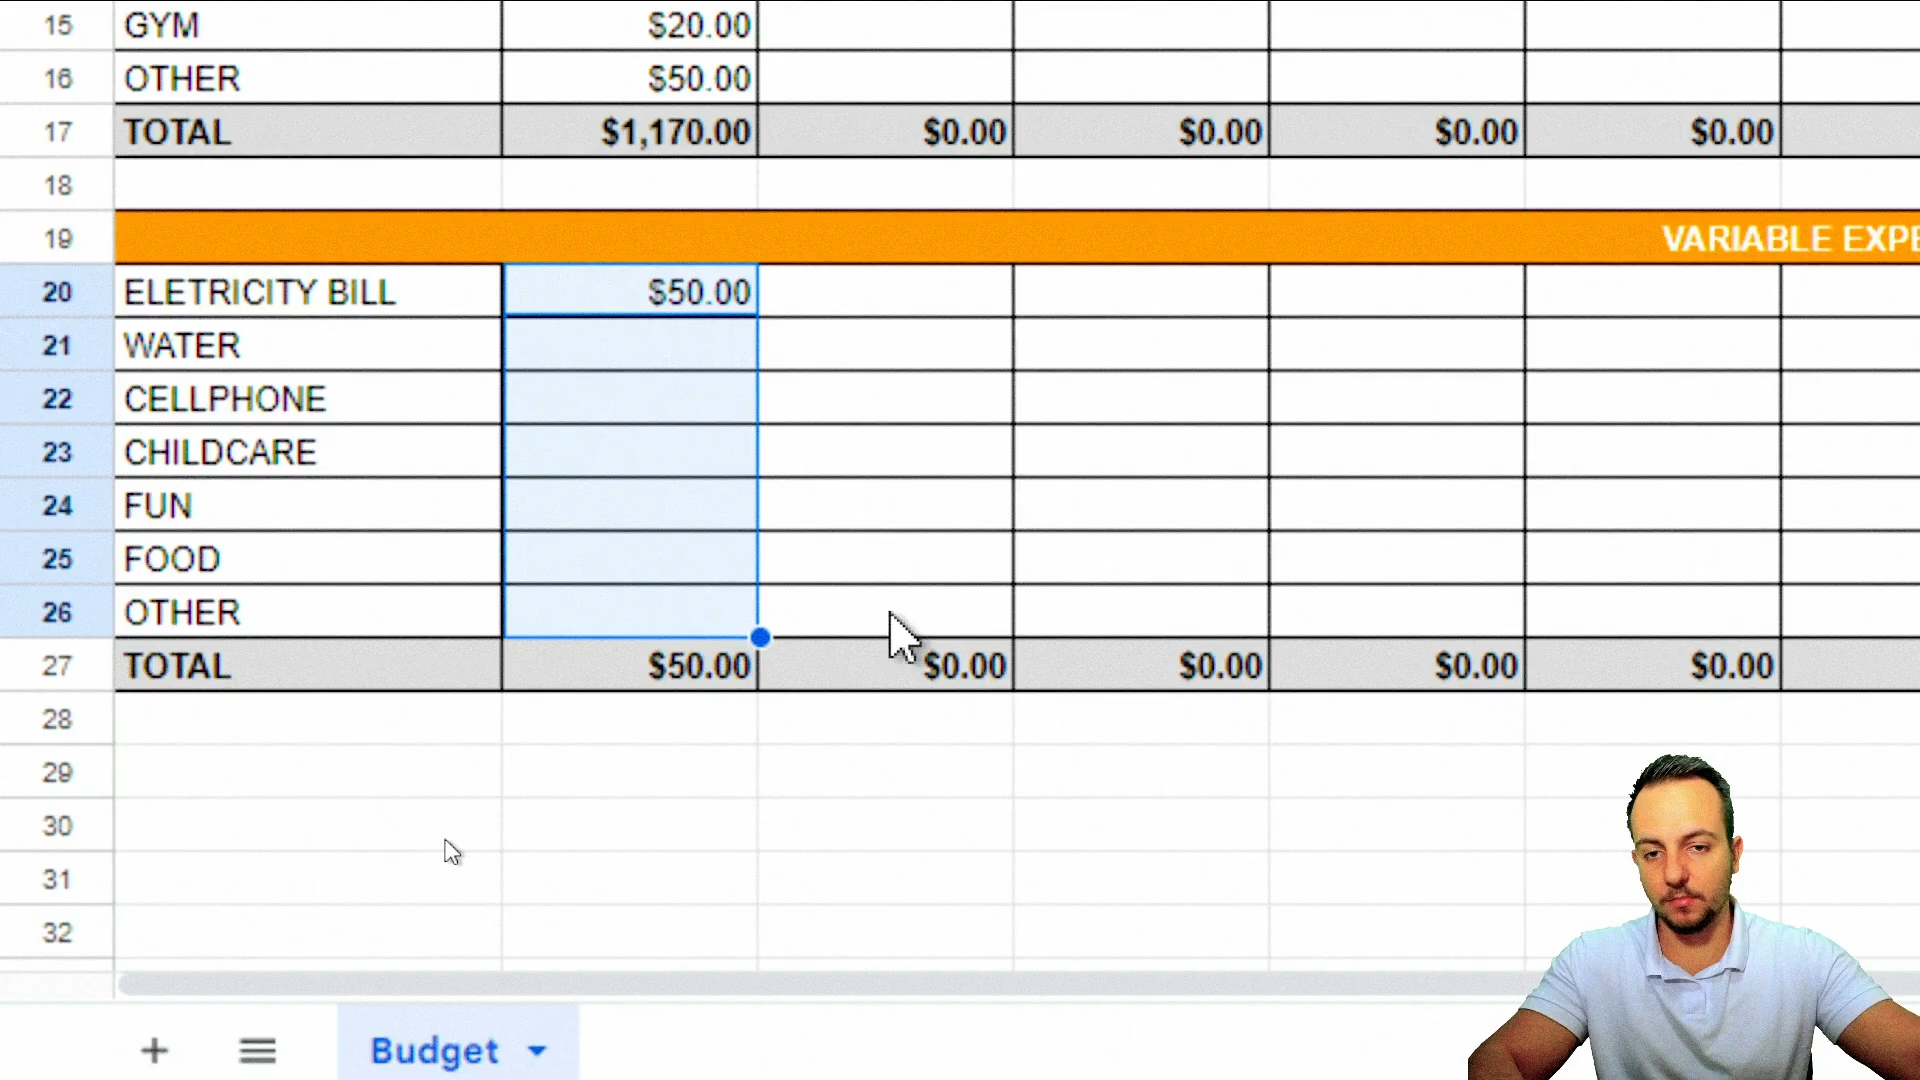 15 GYM $20.00
16 OTHER $50.00
17 TOTAL $1,170.00 $0.00 $0.00 $0.00 $0.00
18
19 VARIABLE EXPE
20 ELETRICITY BILL $50.00
21 WATER
22 CELLPHONE
23 CHILDCARE
24 FUN
25 FOOD
26 OTHER
27 TOTAL $50.00 $0.00 $0.00 $0.00 $0.00
28
29
30
31
32
+ Budget